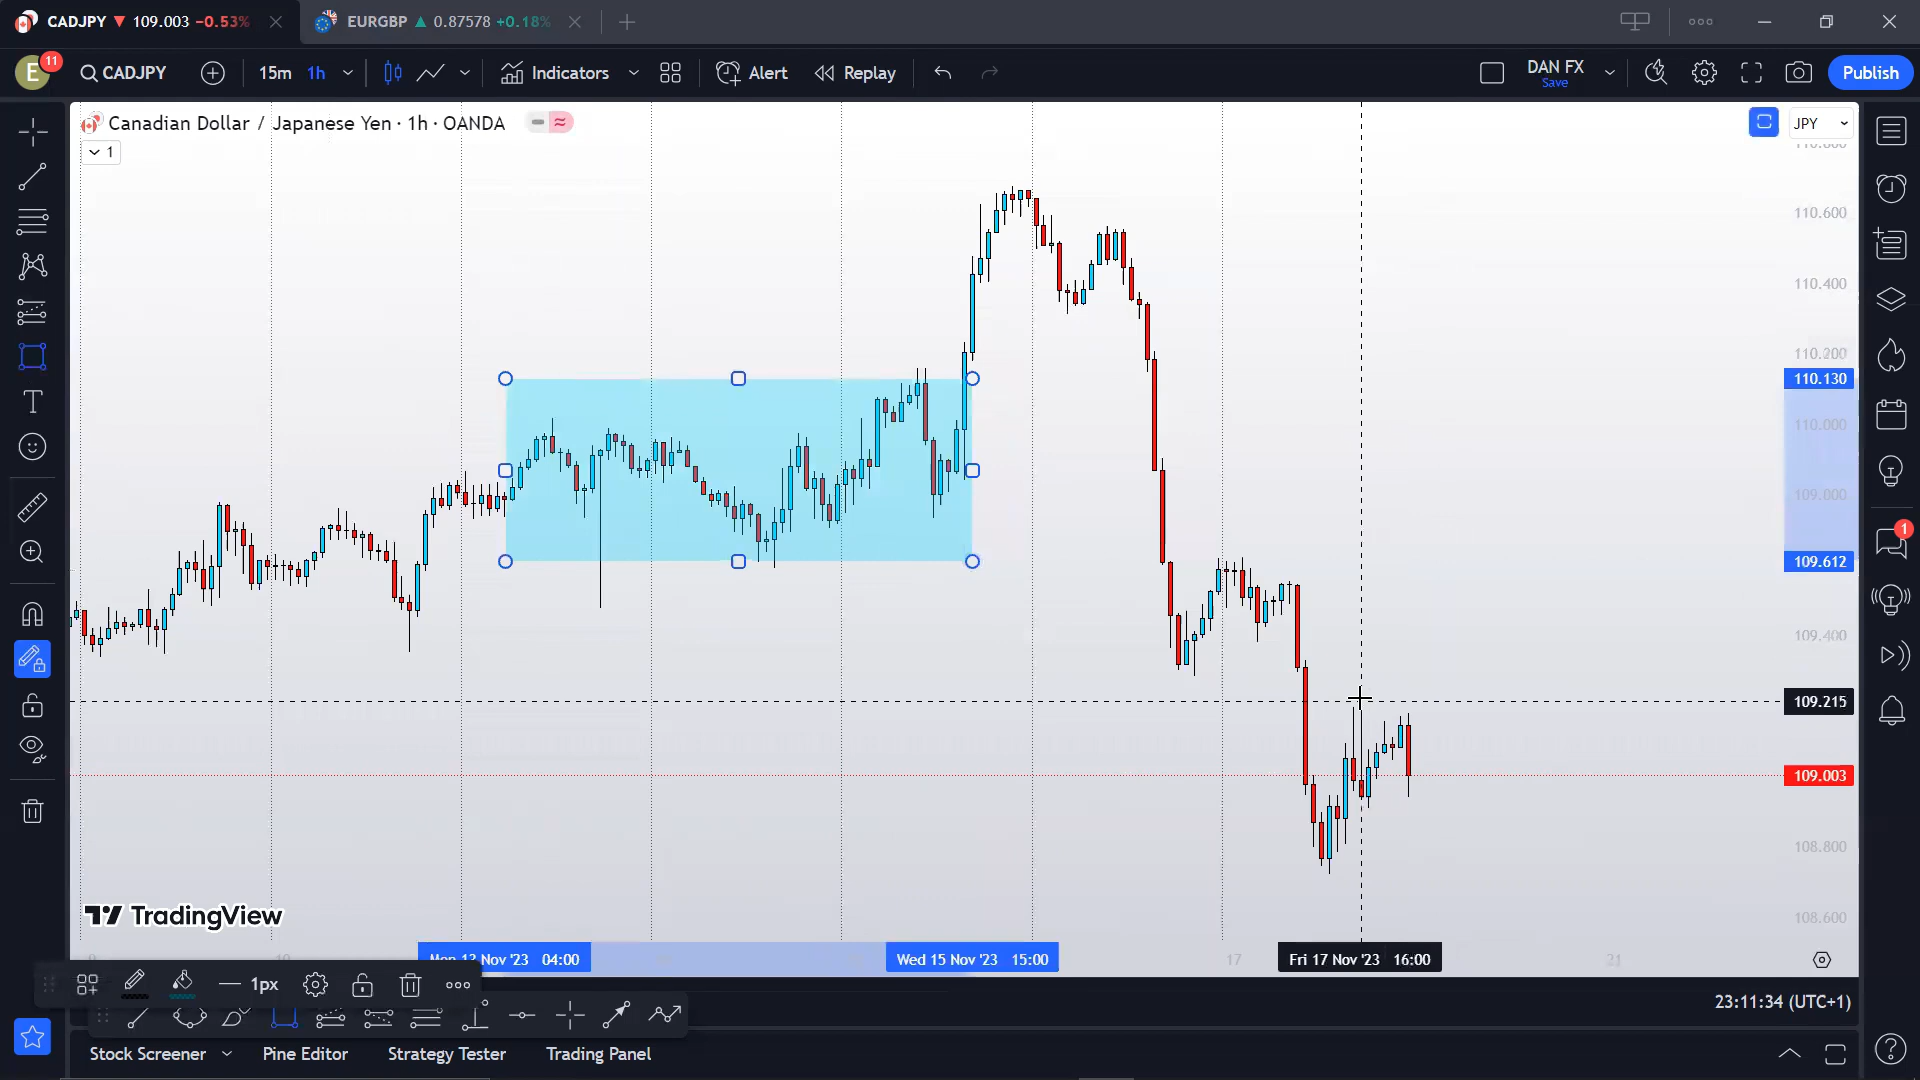 CADJPY ▼ 109.003 −0.53%
EURGBP ▲ 0.87578 +0.18%
E 11
CADJPY
15m 1h
Indicators
Alert
Replay
DAN FX
Save
Publish
Canadian Dollar / Japanese Yen · 1h · OANDA
1
JPY
110.600
110.400
110.200
110.130
110.000
109.612
109.400
109.215
109.003
108.800
108.600
1
TradingView
04:00
Wed 15 Nov '23 15:00
17
Fri 17 Nov '23 16:00
21
1px
23:11:34 (UTC+1)
Stock Screener
Pine Editor
Strategy Tester
Trading Panel